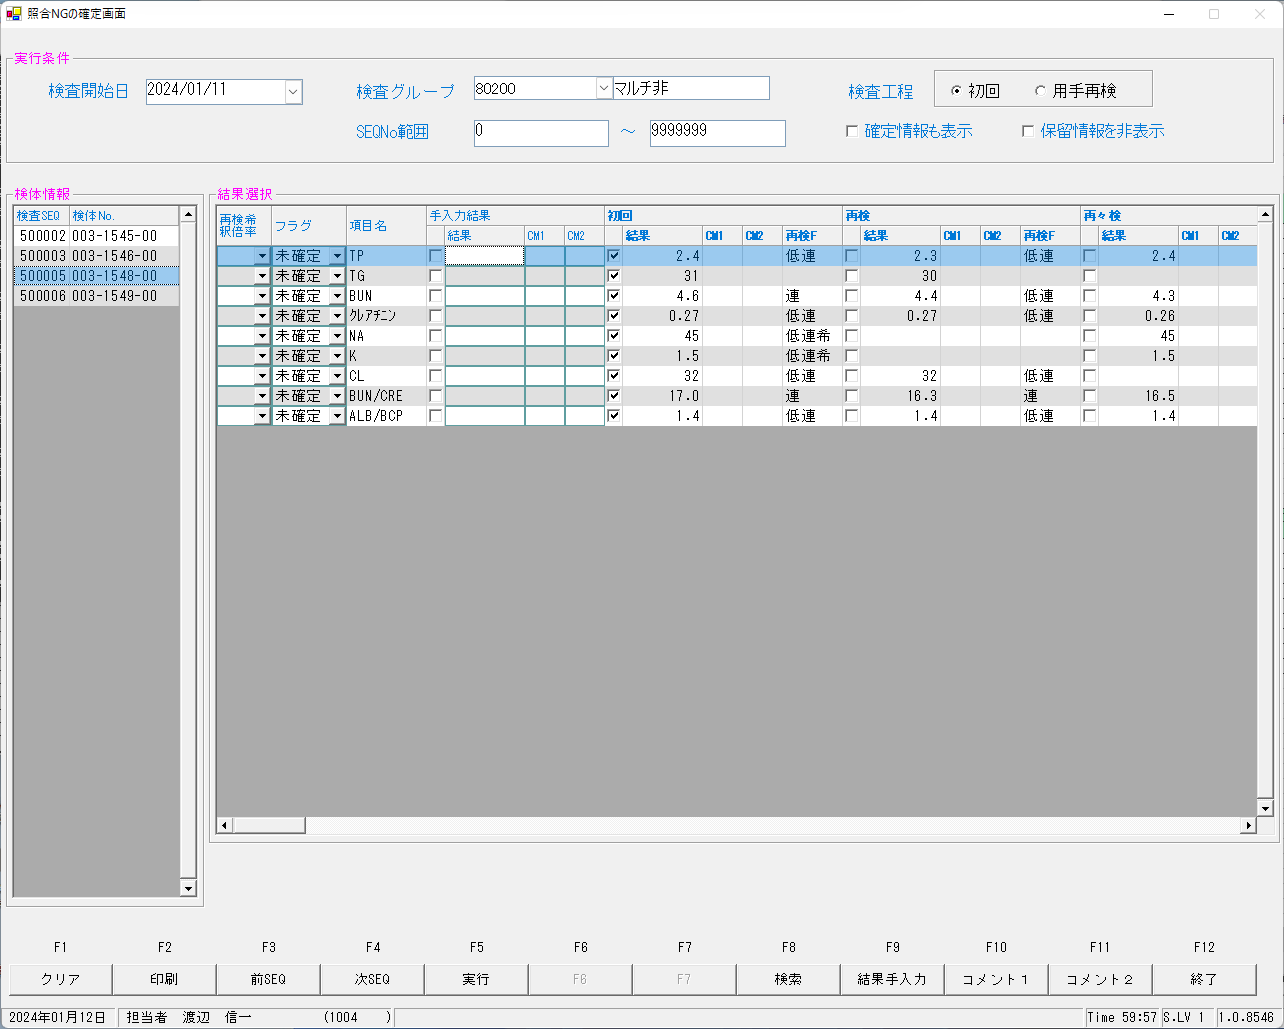 照合NGの確定画面
実行条件
検査開始日 2024/01/11 検査グループ 80200 マルチ非 検査工程 初回 用手再検
SEQNo範囲 0 ～ 9999999 確定情報も表示 保留情報を非表示
検体情報
検査SEQ 検体No.
500002 003-1545-00
500003 003-1546-00
500005 003-1548-00
500006 003-1549-00
結果選択
再検希釈倍率 フラグ 項目名 手入力結果 初回 再検 再々検
結果 CM1 CM2 結果 CM1 CM2 再検F 結果 CM1 CM2 再検F 結果 CM1 CM2
未確定 TP 2.4 低連 2.3 低連 2.4
未確定 TG 31 30
未確定 BUN 4.6 連 4.4 低連 4.3
未確定 ｸﾚｱﾁﾆﾝ 0.27 低連 0.27 低連 0.26
未確定 NA 45 低連希 45
未確定 K 1.5 低連希 1.5
未確定 CL 32 低連 32 低連
未確定 BUN/CRE 17.0 連 16.3 連 16.5
未確定 ALB/BCP 1.4 低連 1.4 低連 1.4
F1 F2 F3 F4 F5 F6 F7 F8 F9 F10 F11 F12
クリア 印刷 前SEQ 次SEQ 実行 F6 F7 検索 結果手入力 コメント１ コメント２ 終了
2024年01月12日 担当者 渡辺 信一 (1004 ) Time 59:57 S.LV 1 1.0.8546